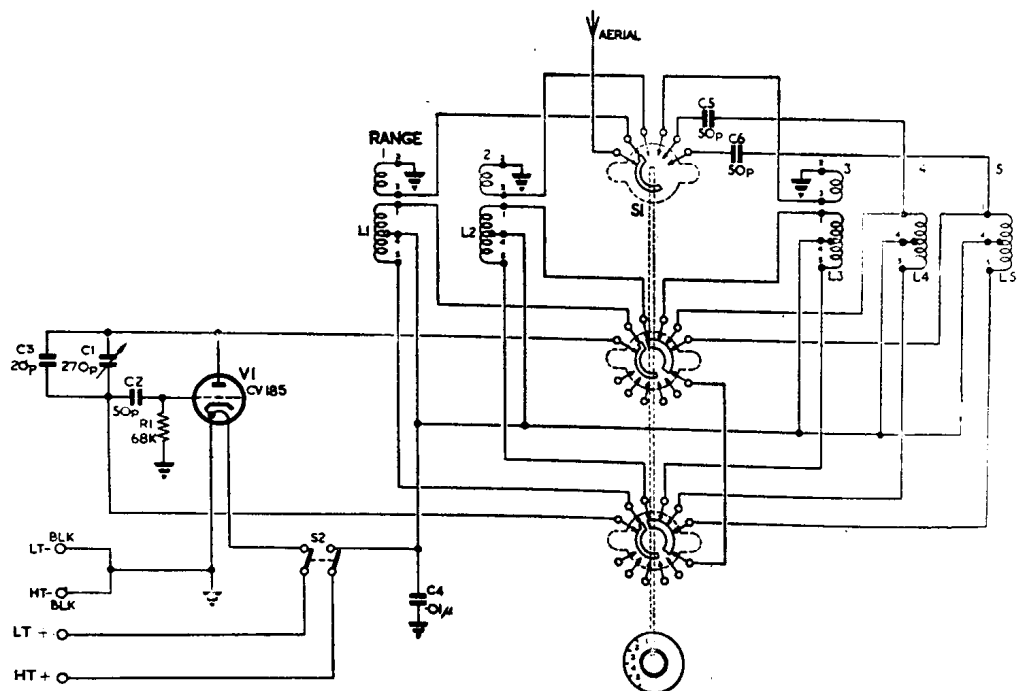 AERIAL
C5
50p
C6
50p
RANGE
1
2
3
4
5
S1
L1
L2
L3
L4
L5
C3
20p
C1
270p
C2
50p
V1
CV185
R1
68K
S2
C4
·01µ
BLK
LT-
HT-
BLK
LT +
HT +